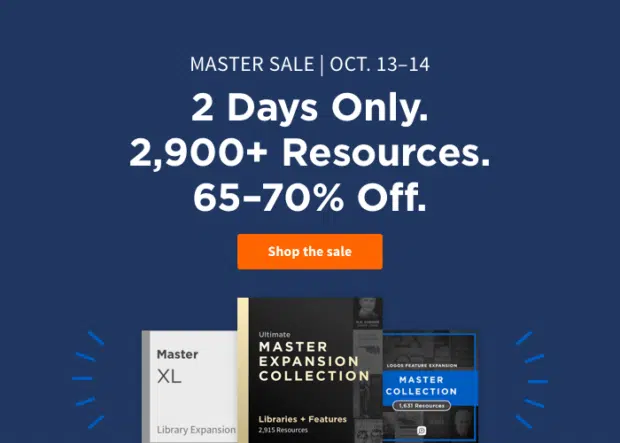 MASTER SALE | OCT. 13–14
2 Days Only.
2,900+ Resources.
65–70% Off.
Shop the sale
Master
XL
Library Expansion
Ultimate
MASTER
EXPANSION
COLLECTION
Libraries + Features
2,915 Resources
LOGOS FEATURE EXPANSION
MASTER
COLLECTION
1,631 Resources